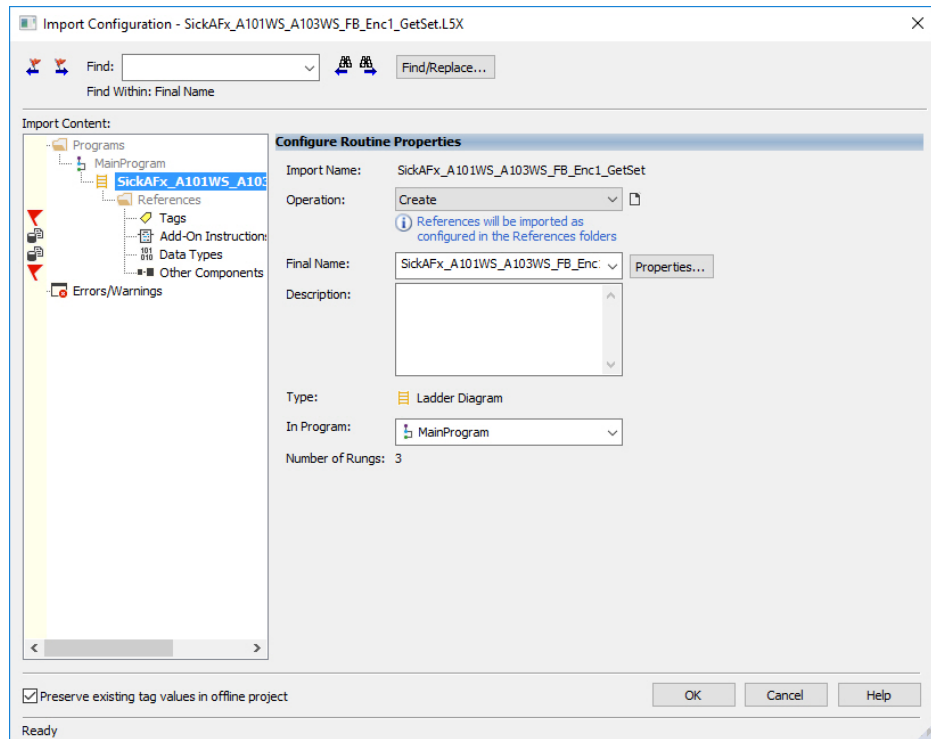 Import Configuration - SickAFx_A101WS_A103WS_FB_Enc1_GetSet.L5X
Find:
Find/Replace...
Find Within: Final Name
Import Content:
Programs
MainProgram
SickAFx_A101WS_A103
References
Tags
Add-On Instructions
Data Types
Other Components
Errors/Warnings
Configure Routine Properties
Import Name: SickAFx_A101WS_A103WS_FB_Enc1_GetSet
Operation: Create
References will be imported as
configured in the References folders
Final Name: SickAFx_A101WS_A103WS_FB_Enc: Properties...
Description:
Type: Ladder Diagram
In Program: MainProgram
Number of Rungs: 3
Preserve existing tag values in offline project
OK Cancel Help
Ready